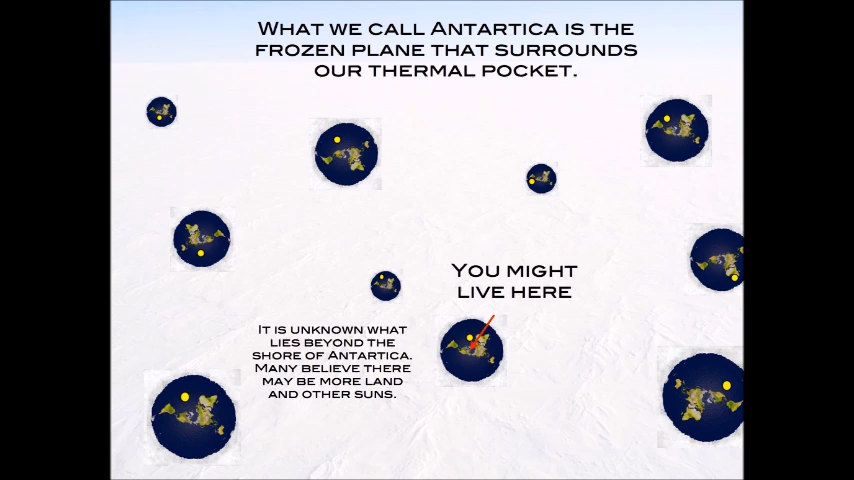 What we call Antartica is the
frozen plane that surrounds
our thermal pocket.
You might
live here
It is unknown what
lies beyond the
shore of Antartica.
Many believe there
may be more land
and other suns.